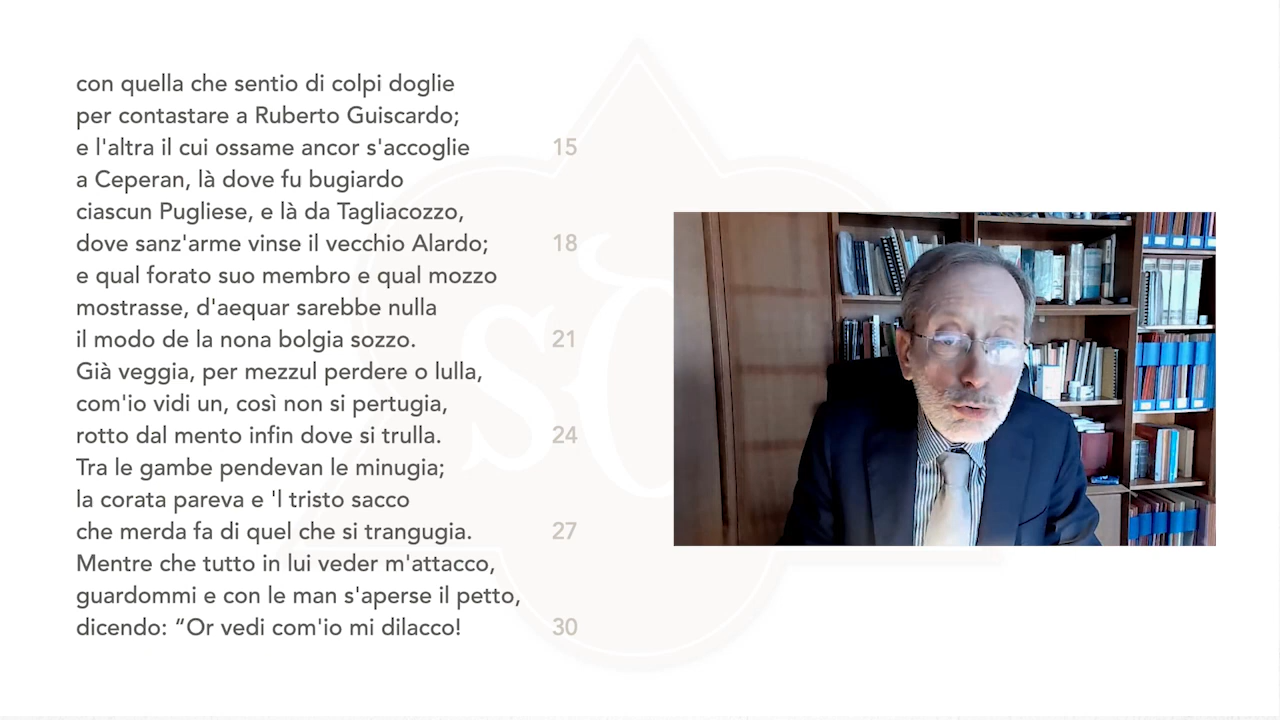 con quella che sentio di colpi doglie
per contastare a Ruberto Guiscardo;
e l'altra il cui ossame ancor s'accoglie 15
a Ceperan, là dove fu bugiardo
ciascun Pugliese, e là da Tagliacozzo,
dove sanz'arme vinse il vecchio Alardo; 18
e qual forato suo membro e qual mozzo
mostrasse, d'aequar sarebbe nulla
il modo de la nona bolgia sozzo. 21
Già veggia, per mezzul perdere o lulla,
com'io vidi un, così non si pertugia,
rotto dal mento infin dove si trulla. 24
Tra le gambe pendevan le minugia;
la corata pareva e 'l tristo sacco
che merda fa di quel che si trangugia. 27
Mentre che tutto in lui veder m'attacco,
guardommi e con le man s'aperse il petto,
dicendo: “Or vedi com'io mi dilacco! 30